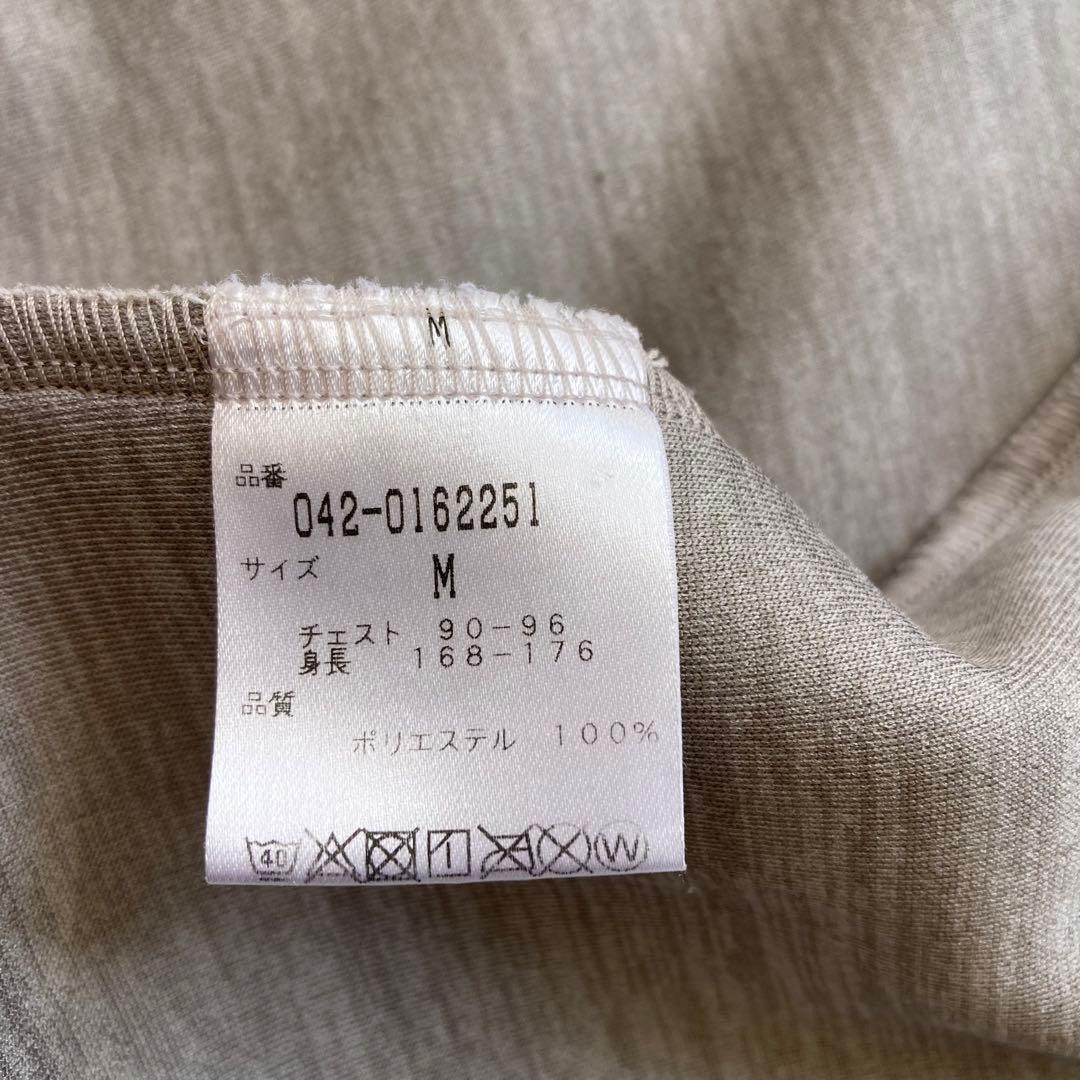 M
品番
042-0162251
サイズ
M
チェスト 90-96
身長 168-176
品質
ポリエステル 100%
40 W